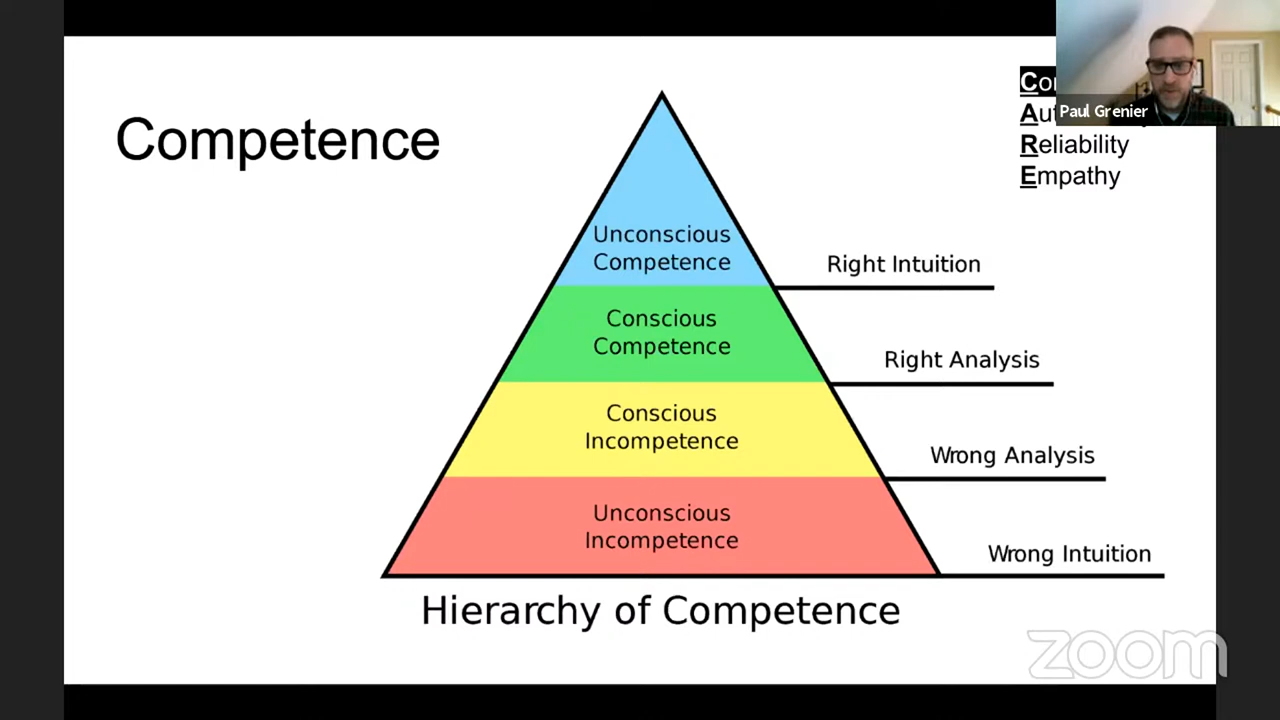 Competence
Paul Grenier
Reliability
Empathy
Unconscious
Competence
Right Intuition
Conscious
Competence
Right Analysis
Conscious
Incompetence
Wrong Analysis
Unconscious
Incompetence
Wrong Intuition
Hierarchy of Competence
zoom